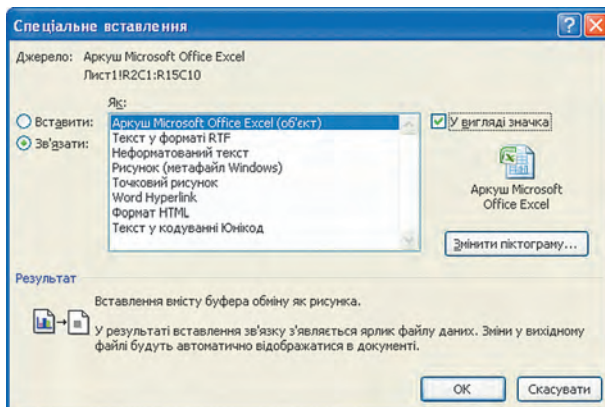 Спеціальне вставлення
Джерело: Аркуш Microsoft Office Excel
Лист1!R2C1:R15C10
Як:
Вставити:
Зв'язати:
Аркуш Microsoft Office Excel (об'єкт)
Текст у форматі RTF
Неформатований текст
Рисунок (метафайл Windows)
Точковий рисунок
Word Hyperlink
Формат HTML
Текст у кодуванні Юнікод
У вигляді значка
Аркуш Microsoft
Office Excel
Змінити піктограму...
Результат
Вставлення вмісту буфера обміну як рисунка.
У результаті вставлення зв'язку з'являється ярлик файлу даних. Зміни у вихідному
файлі будуть автоматично відображатися в документі.
ОК
Скасувати